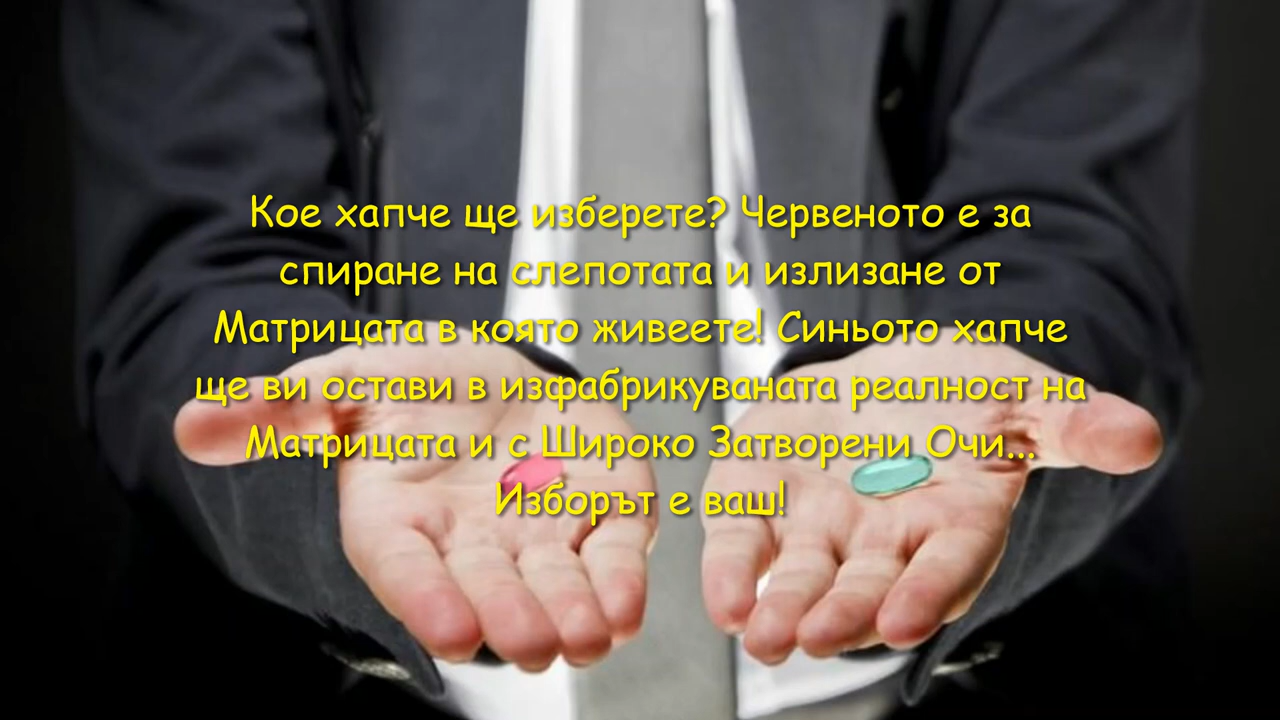 Кое хапче ще изберете? Червеното е за
спиране на слепотата и излизане от
Матрицата в която живеете! Синьото хапче
ще ви остави в изфабрикуваната реалност на
Матрицата и с Широко Затворени Очи...
Изборът е ваш!